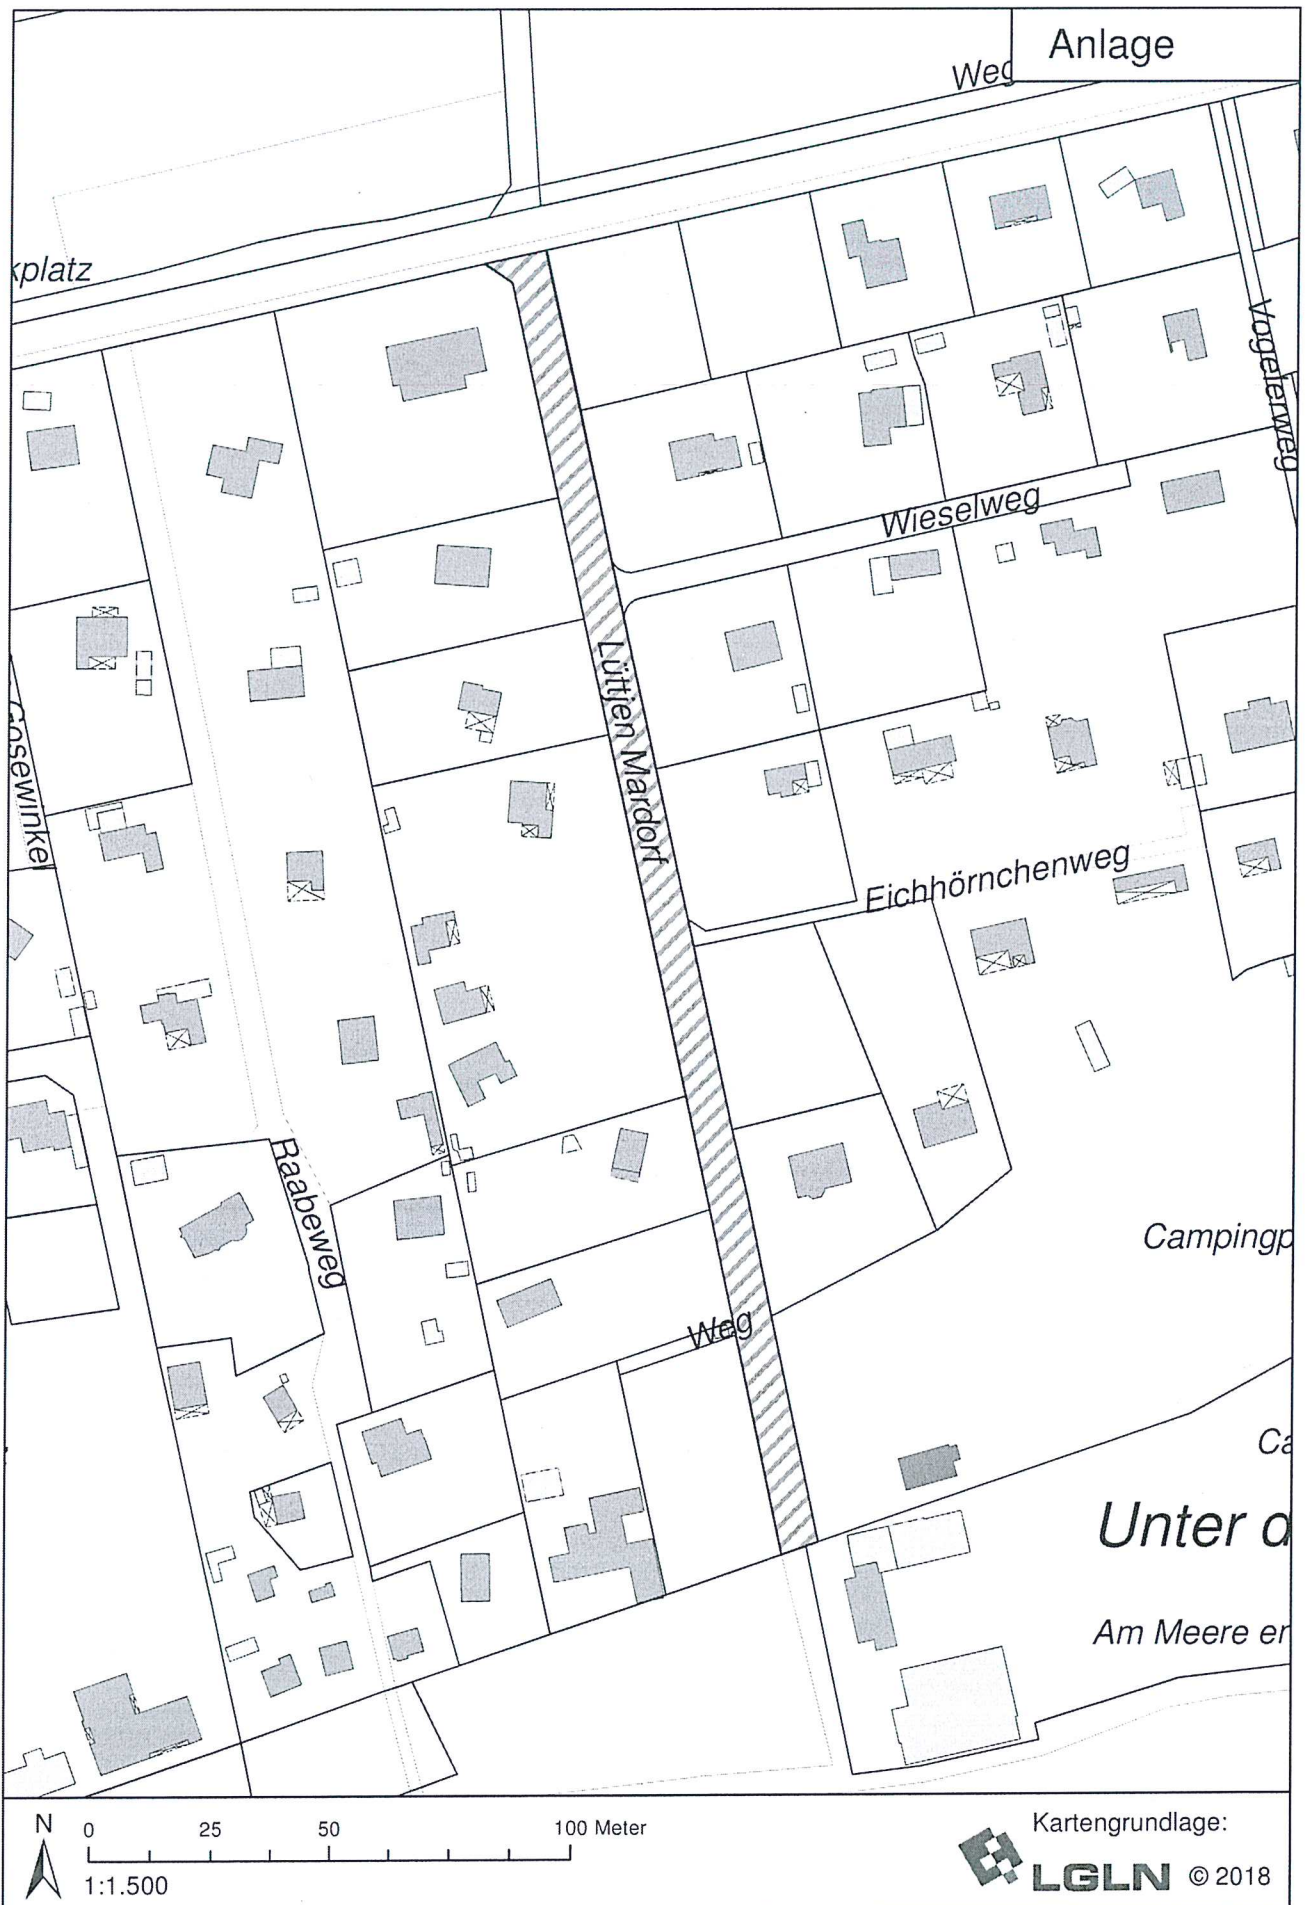 Anlage
Weg
kplatz
Vogelerweg
Wieselweg
Lüttjen Mardorf
Gosewinkel
Eichhörnchenweg
Raabeweg
Campingp
Weg
Ca
Unter d
Am Meere er
N
0 25 50 100 Meter
1:1.500
Kartengrundlage:
LGLN © 2018